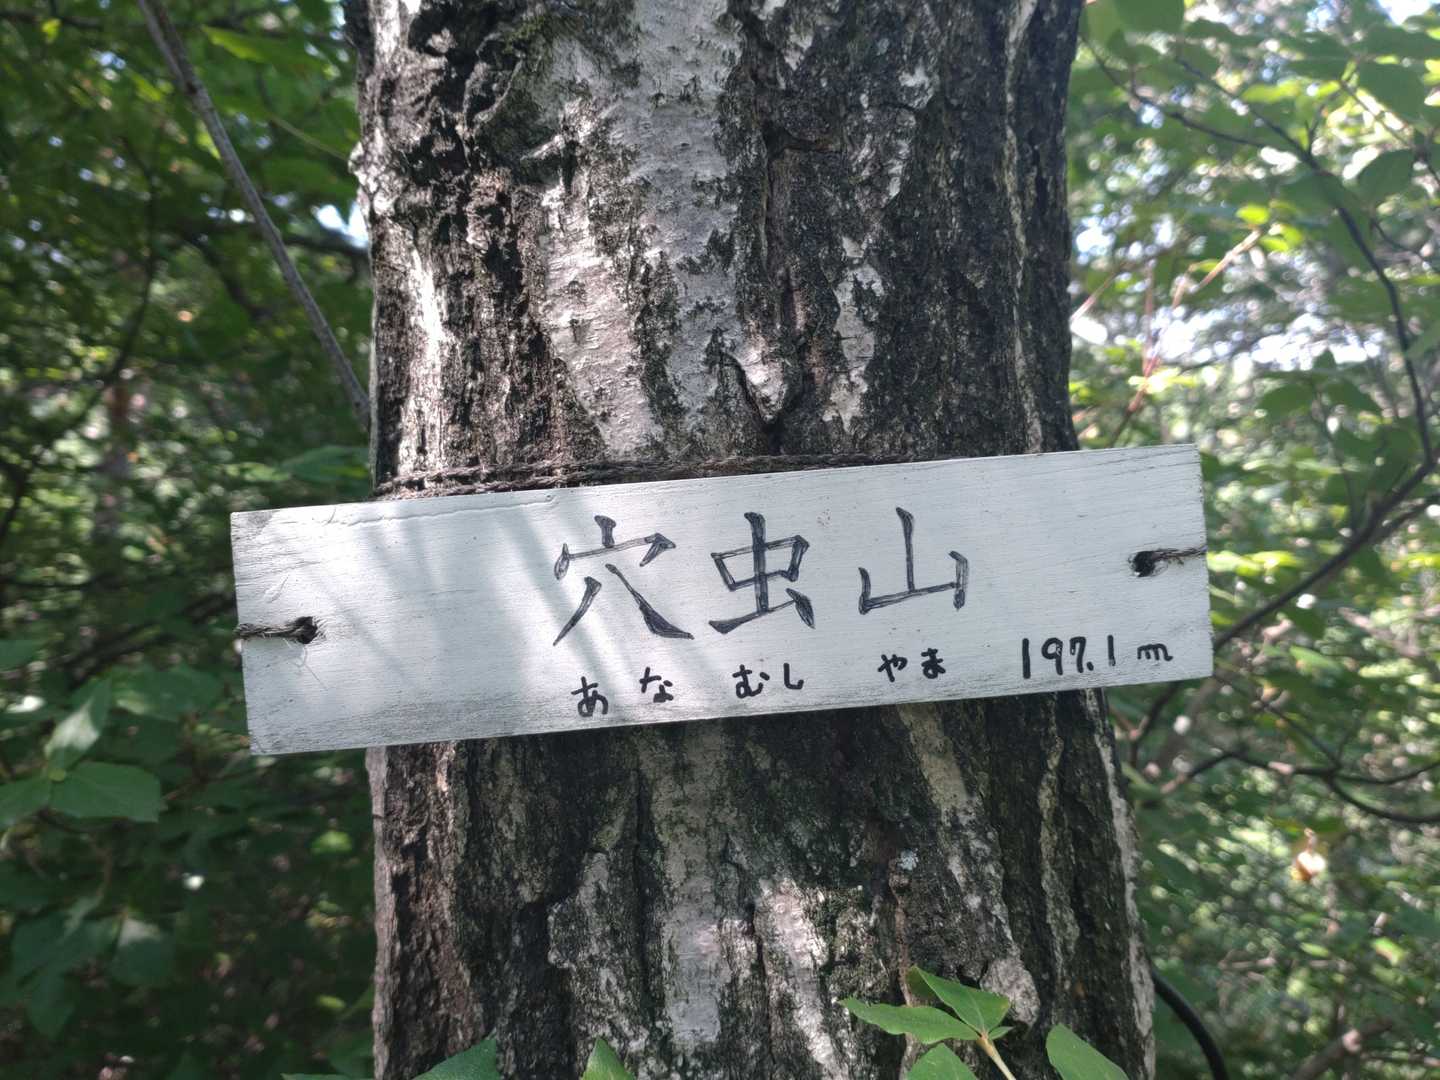 穴虫山
あな むし やま 197.1m